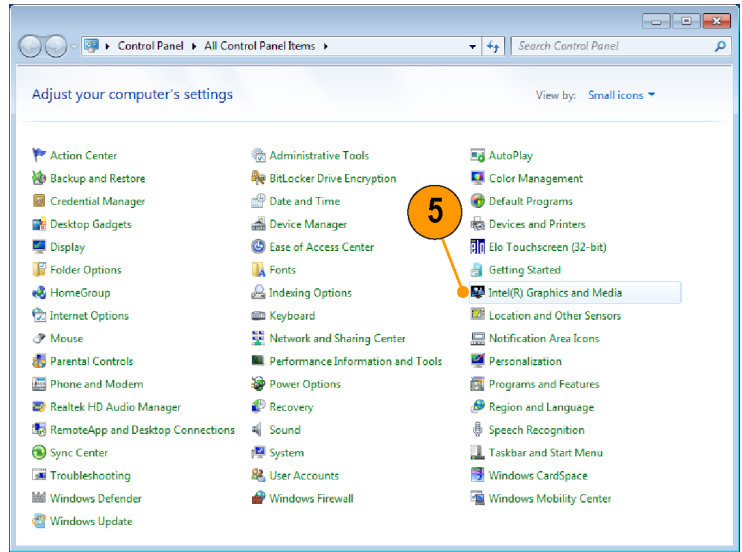 Control Panel ▸ All Control Panel Items ▸
Search Control Panel
Adjust your computer's settings
View by: Small icons
Action Center
Administrative Tools
AutoPlay
Backup and Restore
BitLocker Drive Encryption
Color Management
Credential Manager
Date and Time
Default Programs
Desktop Gadgets
Device Manager
Devices and Printers
Display
Ease of Access Center
Elo Touchscreen (32-bit)
Folder Options
Fonts
Getting Started
HomeGroup
Indexing Options
Intel(R) Graphics and Media
Internet Options
Keyboard
Location and Other Sensors
Mouse
Network and Sharing Center
Notification Area Icons
Parental Controls
Performance Information and Tools
Personalization
Phone and Modem
Power Options
Programs and Features
Realtek HD Audio Manager
Recovery
Region and Language
RemoteApp and Desktop Connections
Sound
Speech Recognition
Sync Center
System
Taskbar and Start Menu
Troubleshooting
User Accounts
Windows CardSpace
Windows Defender
Windows Firewall
Windows Mobility Center
Windows Update
5